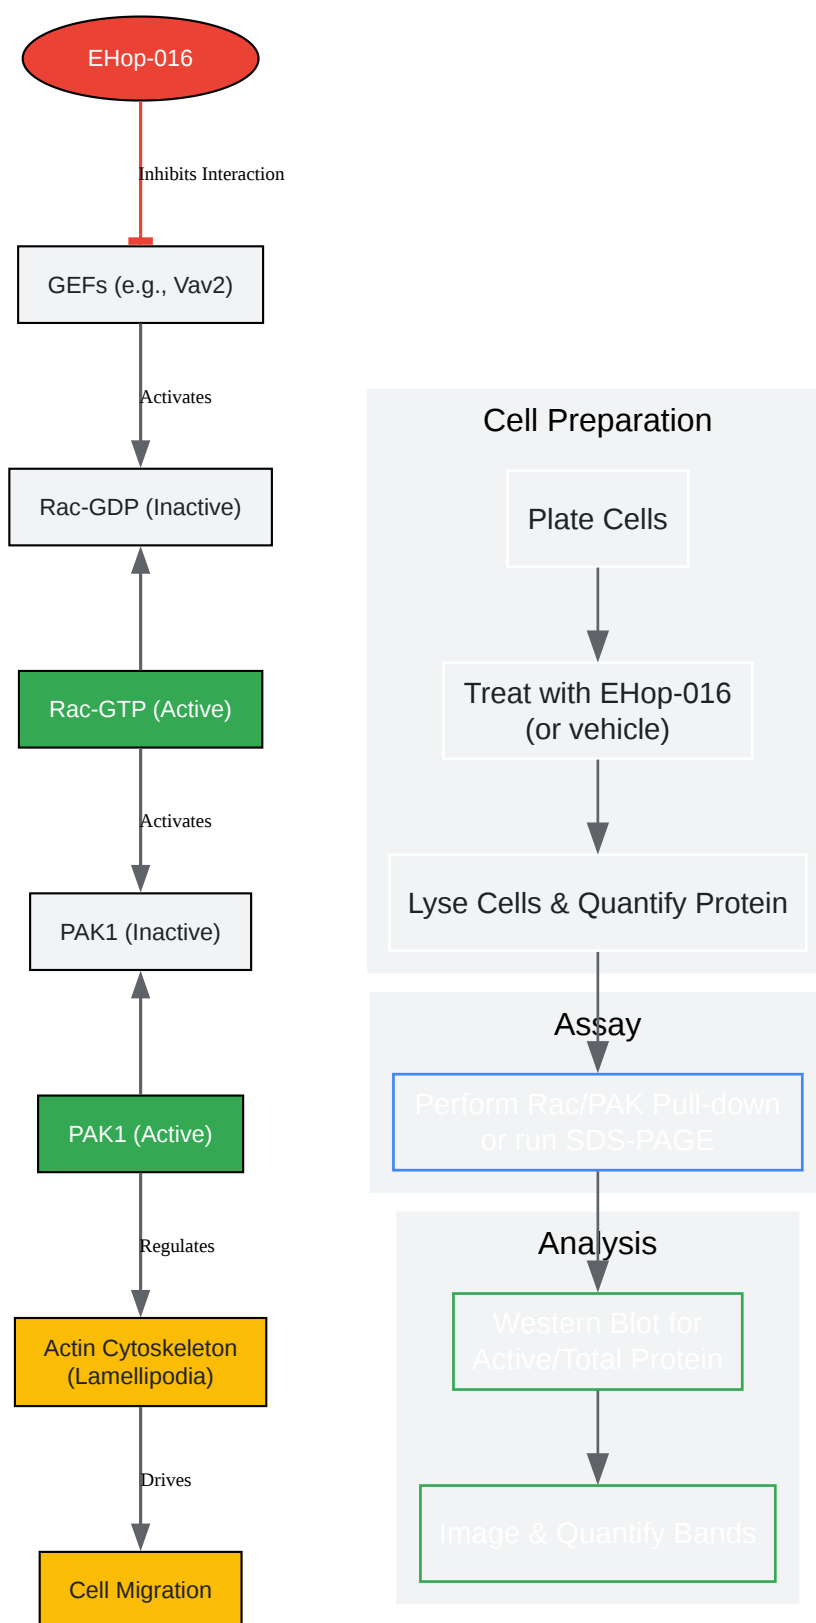 EHop-016
Inhibits Interaction
GEFs (e.g., Vav2)
Activates
Rac-GDP (Inactive)
Rac-GTP (Active)
Activates
PAK1 (Inactive)
PAK1 (Active)
Regulates
Actin Cytoskeleton
(Lamellipodia)
Drives
Cell Migration
Cell Preparation
Plate Cells
Treat with EHop-016
(or vehicle)
Lyse Cells & Quantify Protein
Assay
Perform Rac/PAK Pull-down
or run SDS-PAGE
Analysis
Western Blot for
Active/Total Protein
Image & Quantify Bands